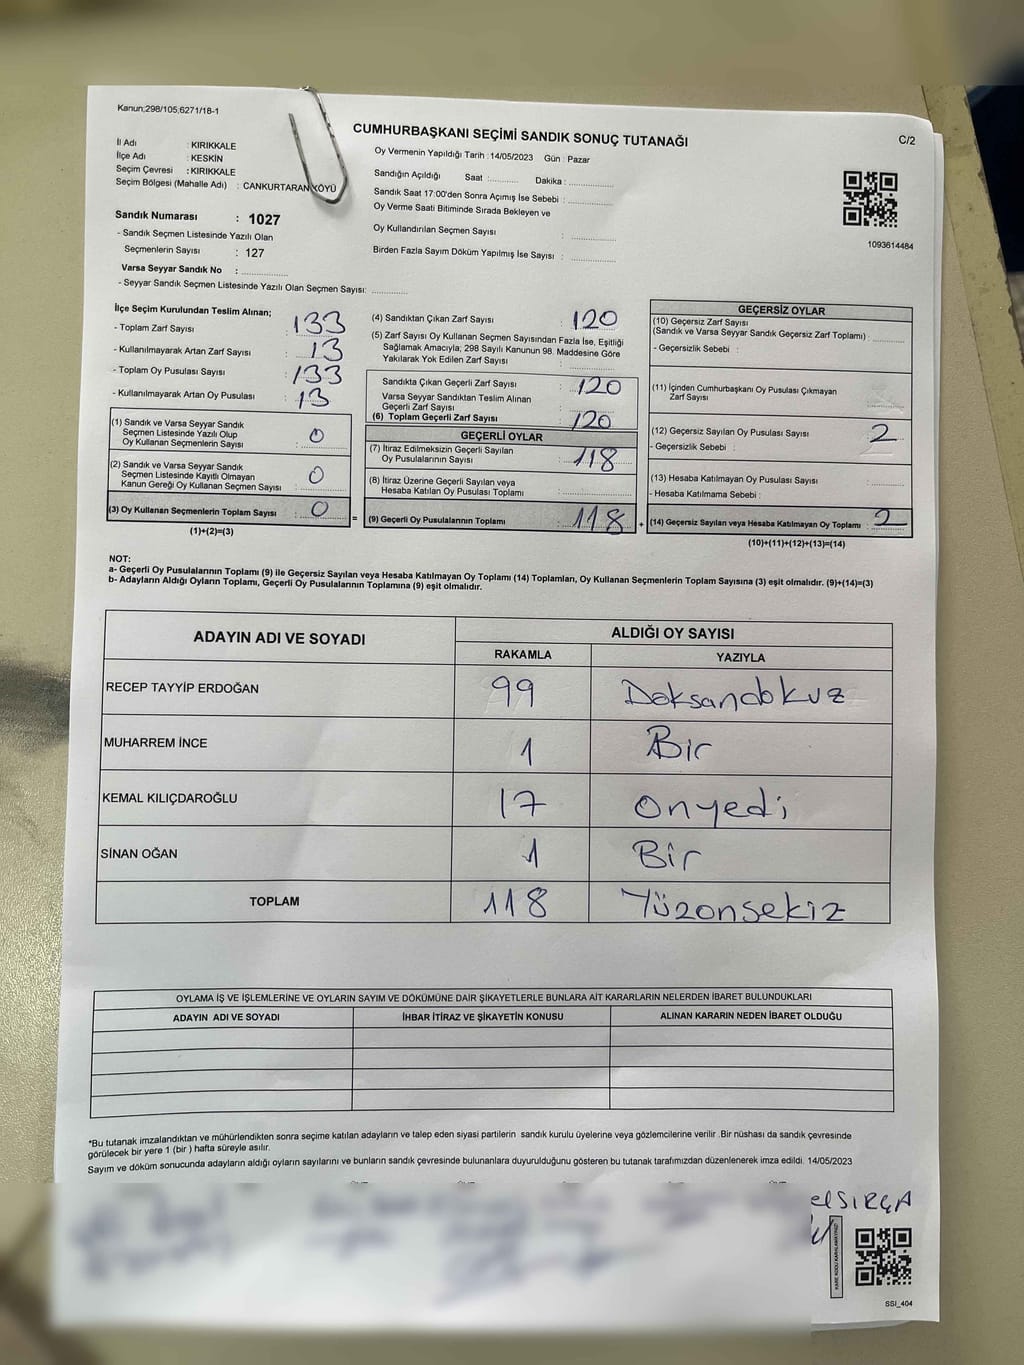 Kanun;298/105;6271/18-1
CUMHURBAŞKANI SEÇİMİ SANDIK SONUÇ TUTANAĞI
C/2
İl Adı : KIRIKKALE
İlçe Adı : KESKİN
Seçim Çevresi : KIRIKKALE
Seçim Bölgesi (Mahalle Adı) : CANKURTARAN KÖYÜ
Sandık Numarası : 1027
- Sandık Seçmen Listesinde Yazılı Olan
Seçmenlerin Sayısı : 127
Varsa Seyyar Sandık No :
- Seyyar Sandık Seçmen Listesinde Yazılı Olan Seçmen Sayısı:
Oy Vermenin Yapıldığı Tarih : 14/05/2023 Gün : Pazar
Sandığın Açıldığı Saat : Dakika :
Sandık Saat 17:00'den Sonra Açımış İse Sebebi :
Oy Verme Saati Bitiminde Sırada Bekleyen ve
Oy Kullandırılan Seçmen Sayısı :
Birden Fazla Sayım Döküm Yapılmış İse Sayısı :
1093614484
İlçe Seçim Kurulundan Teslim Alınan;
- Toplam Zarf Sayısı : 133
- Kullanılmayarak Artan Zarf Sayısı : 13
- Toplam Oy Pusulası Sayısı : 133
- Kullanılmayarak Artan Oy Pusulası : 13
(1) Sandık ve Varsa Seyyar Sandık
Seçmen Listesinde Yazılı Olup
Oy Kullanan Seçmenlerin Sayısı : 0
(2) Sandık ve Varsa Seyyar Sandık
Seçmen Listesinde Kayıtlı Olmayan
Kanun Gereği Oy Kullanan Seçmen Sayısı : 0
(3) Oy Kullanan Seçmenlerin Toplam Sayısı : 0
(1)+(2)=(3)
(4) Sandıktan Çıkan Zarf Sayısı : 120
(5) Zarf Sayısı Oy Kullanan Seçmen Sayısından Fazla İse, Eşitliği
Sağlamak Amacıyla; 298 Sayılı Kanunun 98. Maddesine Göre
Yakılarak Yok Edilen Zarf Sayısı :
Sandıkta Çıkan Geçerli Zarf Sayısı : 120
Varsa Seyyar Sandıktan Teslim Alınan
Geçerli Zarf Sayısı :
(6) Toplam Geçerli Zarf Sayısı : 120
GEÇERLİ OYLAR
(7) İtiraz Edilmeksizin Geçerli Sayılan
Oy Pusulalarının Sayısı : 118
(8) İtiraz Üzerine Geçerli Sayılan veya
Hesaba Katılan Oy Pusulası Toplamı :
= (9) Geçerli Oy Pusulalarının Toplamı : 118 +
GEÇERSİZ OYLAR
(10) Geçersiz Zarf Sayısı
(Sandık ve Varsa Seyyar Sandık Geçersiz Zarf Toplamı) :
- Geçersizlik Sebebi :
(11) İçinden Cumhurbaşkanı Oy Pusulası Çıkmayan
Zarf Sayısı :
(12) Geçersiz Sayılan Oy Pusulası Sayısı : 2
- Geçersizlik Sebebi :
(13) Hesaba Katılmayan Oy Pusulası Sayısı :
- Hesaba Katılmama Sebebi :
(14) Geçersiz Sayılan veya Hesaba Katılmayan Oy Toplamı : 2
(10)+(11)+(12)+(13)=(14)
NOT:
a- Geçerli Oy Pusulalarının Toplamı (9) ile Geçersiz Sayılan veya Hesaba Katılmayan Oy Toplamı (14) Toplamları, Oy Kullanan Seçmenlerin Toplam Sayısına (3) eşit olmalıdır. (9)+(14)=(3)
b- Adayların Aldığı Oyların Toplamı, Geçerli Oy Pusulalarının Toplamına (9) eşit olmalıdır.
ADAYIN ADI VE SOYADI ALDIĞI OY SAYISI
RAKAMLA YAZIYLA
RECEP TAYYİP ERDOĞAN 99 Doksandokuz
MUHARREM İNCE 1 Bir
KEMAL KILIÇDAROĞLU 17 onyedi
SİNAN OĞAN 1 Bir
TOPLAM 118 Yüzonsekiz
OYLAMA İŞ VE İŞLEMLERİNE VE OYLARIN SAYIM VE DÖKÜMÜNE DAİR ŞİKAYETLERLE BUNLARA AİT KARARLARIN NELERDEN İBARET BULUNDUKLARI
ADAYIN ADI VE SOYADI İHBAR İTİRAZ VE ŞİKAYETİN KONUSU ALINAN KARARIN NEDEN İBARET OLDUĞU
*Bu tutanak imzalandıktan ve mühürlendikten sonra seçime katılan adayların ve talep eden siyasi partilerin sandık kurulu üyelerine veya gözlemcilerine verilir .Bir nüshası da sandık çevresinde
görülecek bir yere 1 (bir ) hafta süreyle asılır.
Sayım ve döküm sonucunda adayların aldığı oyların sayılarını ve bunların sandık çevresinde bulunanlara duyurulduğunu gösteren bu tutanak tarafımızdan düzenlenerek imza edildi. 14/05/2023
elSIRÇA
SSI_404